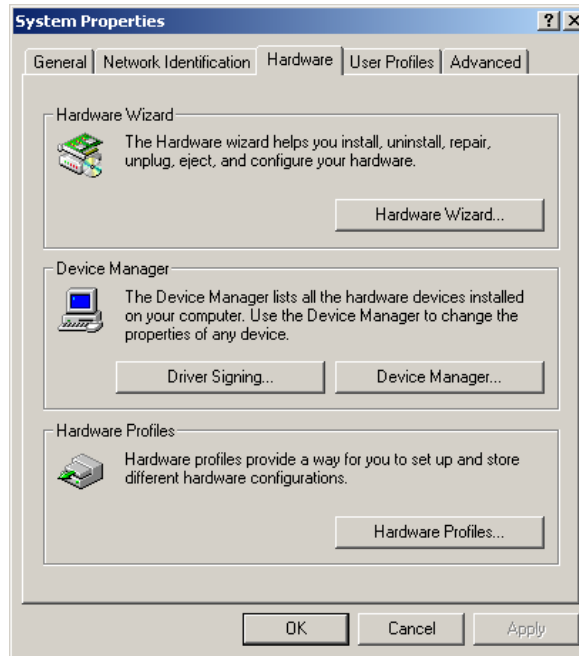 System Properties
General Network Identification Hardware User Profiles Advanced
Hardware Wizard
The Hardware wizard helps you install, uninstall, repair,
unplug, eject, and configure your hardware.
Hardware Wizard...
Device Manager
The Device Manager lists all the hardware devices installed
on your computer. Use the Device Manager to change the
properties of any device.
Driver Signing... Device Manager...
Hardware Profiles
Hardware profiles provide a way for you to set up and store
different hardware configurations.
Hardware Profiles...
OK Cancel Apply